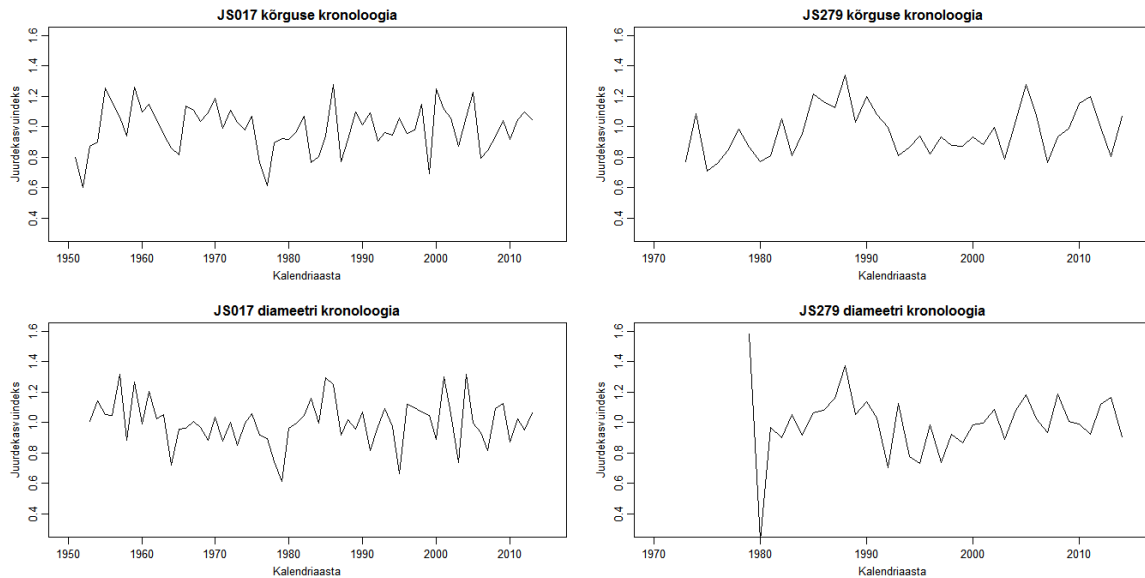 JS017 kõrguse kronoloogia
Juurdekasvuindeks
0.4 0.6 0.8 1.0 1.2 1.4 1.6
1950 1960 1970 1980 1990 2000 2010
Kalendriaasta
JS279 kõrguse kronoloogia
Juurdekasvuindeks
0.4 0.6 0.8 1.0 1.2 1.4 1.6
1970 1980 1990 2000 2010
Kalendriaasta
JS017 diameetri kronoloogia
Juurdekasvuindeks
0.4 0.6 0.8 1.0 1.2 1.4 1.6
1950 1960 1970 1980 1990 2000 2010
Kalendriaasta
JS279 diameetri kronoloogia
Juurdekasvuindeks
0.4 0.6 0.8 1.0 1.2 1.4 1.6
1970 1980 1990 2000 2010
Kalendriaasta